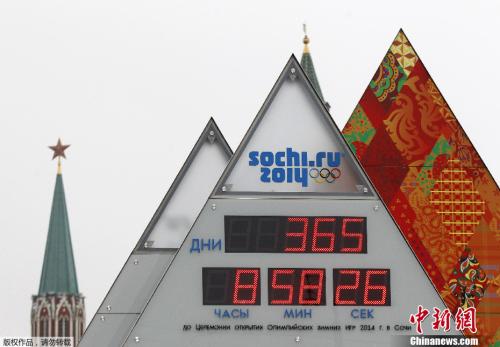 sochi.ru
2014
ДНИ 365
8 58 26
ЧАСЫ МИН СЕК
ДО ЦЕРЕМОНИИ ОТКРЫТИЯ ОЛИМПИЙСКИХ ЗИМНИХ ИГР 2014 Г. В СОЧИ
中新网
Chinanews.com
版权作品 请勿转载